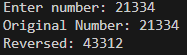 Enter number: 21334
Original Number: 21334
Reversed: 43312